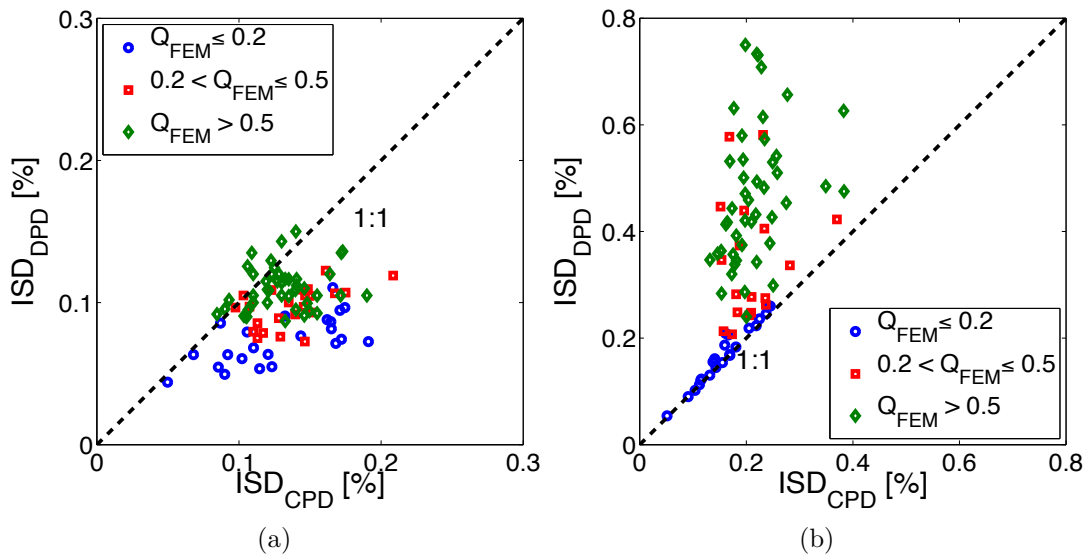 0.3
0.2
0.1
0
0
0.1
0.2
0.3
ISD_DPD [%]
ISD_CPD [%]
Q_FEM ≤ 0.2
0.2 < Q_FEM ≤ 0.5
Q_FEM > 0.5
1:1
(a)
0.8
0.6
0.4
0.2
0
0
0.2
0.4
0.6
0.8
ISD_DPD [%]
ISD_CPD [%]
1:1
Q_FEM ≤ 0.2
0.2 < Q_FEM ≤ 0.5
Q_FEM > 0.5
(b)